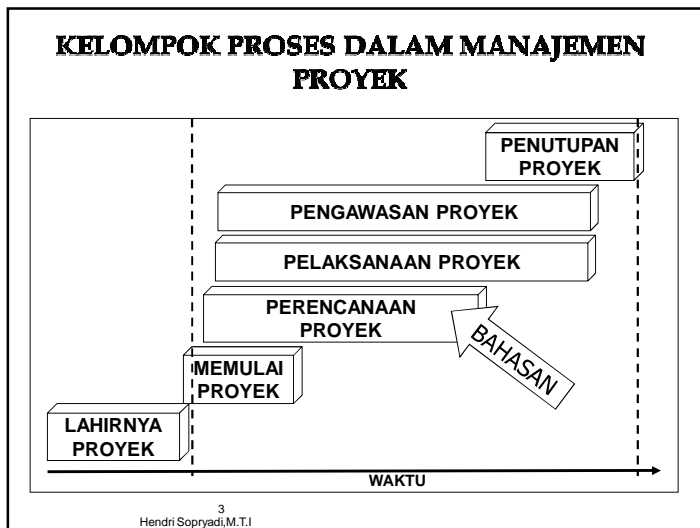 KELOMPOK PROSES DALAM MANAJEMEN
PROYEK
PENUTUPAN
PROYEK
PENGAWASAN PROYEK
PELAKSANAAN PROYEK
PERENCANAAN
PROYEK
BAHASAN
MEMULAI
PROYEK
LAHIRNYA
PROYEK
WAKTU
3
Hendri Sopryadi,M.T.I